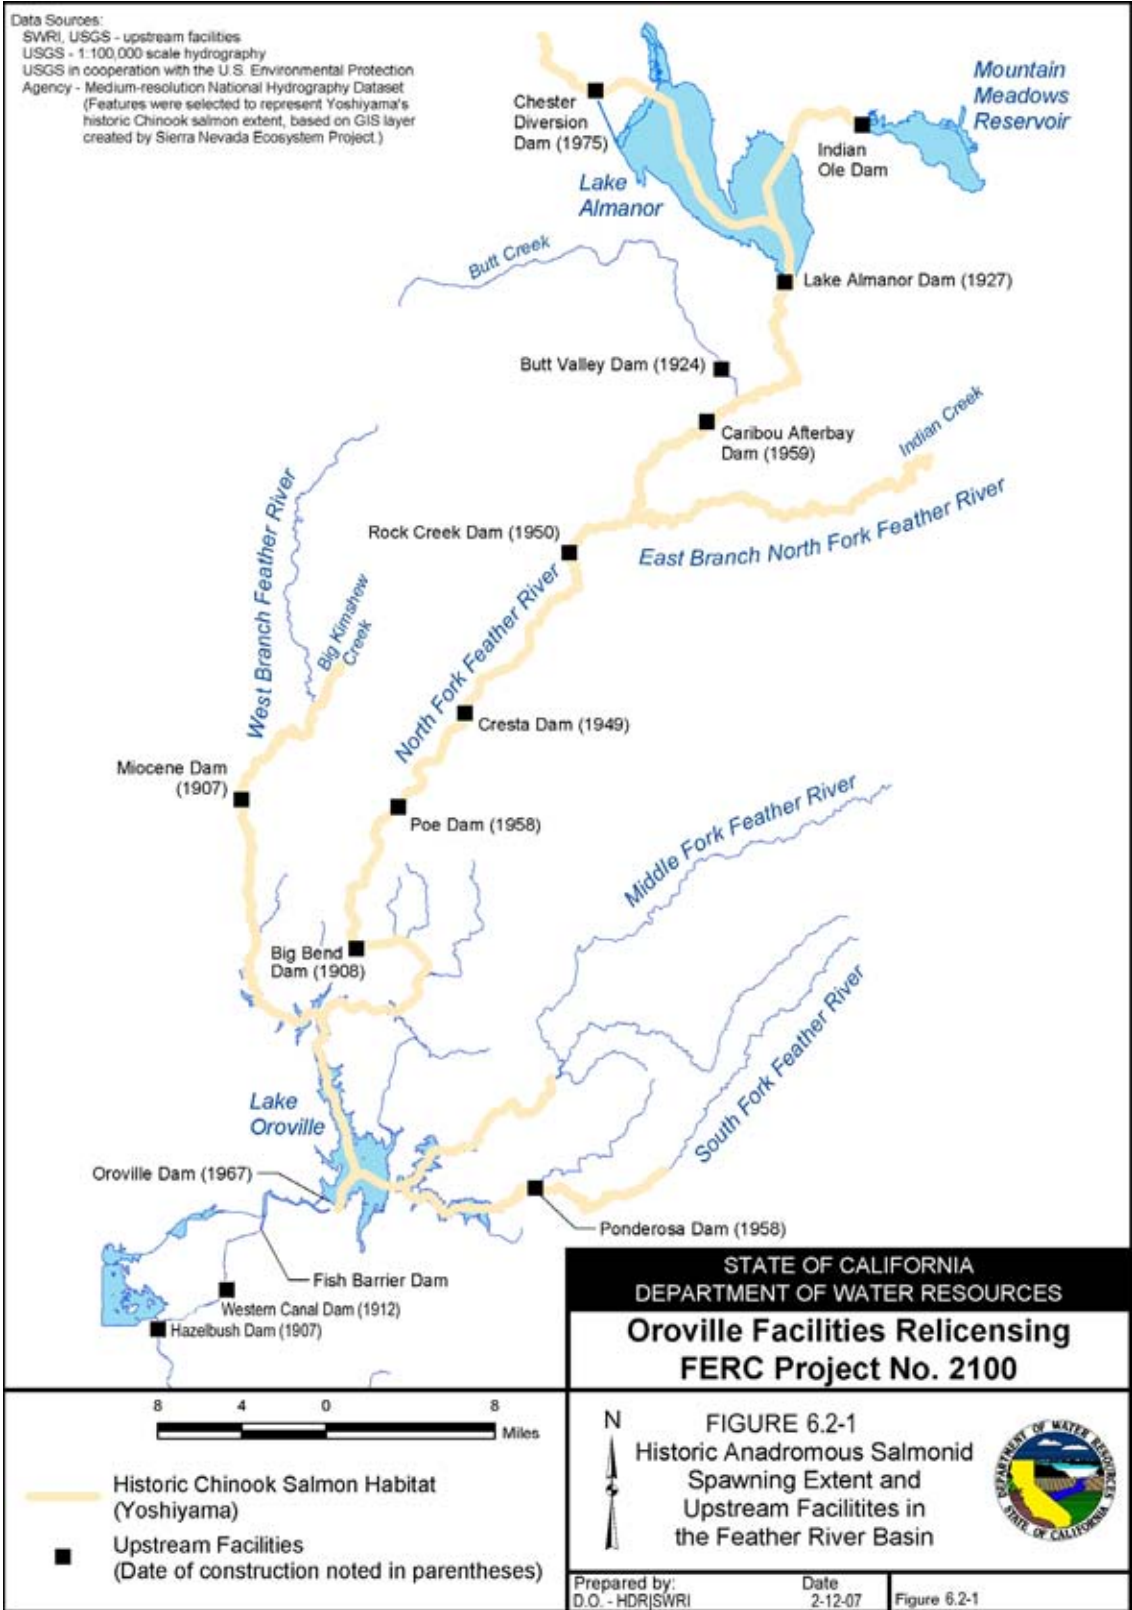 Data Sources:
SWRI, USGS - upstream facilities
USGS - 1:100,000 scale hydrography
USGS in cooperation with the U.S. Environmental Protection
Agency - Medium-resolution National Hydrography Dataset
(Features were selected to represent Yoshiyama's
historic Chinook salmon extent, based on GIS layer
created by Sierra Nevada Ecosystem Project.)
Chester
Diversion
Dam (1975)
Mountain
Meadows
Reservoir
Indian
Ole Dam
Lake
Almanor
Butt Creek
Lake Almanor Dam (1927)
Butt Valley Dam (1924)
Caribou Afterbay
Dam (1959)
Indian Creek
West Branch Feather River
Rock Creek Dam (1950)
East Branch North Fork Feather River
Big Kimshew
Creek
North Fork Feather River
Cresta Dam (1949)
Miocene Dam
(1907)
Poe Dam (1958)
Middle Fork Feather River
Big Bend
Dam (1908)
South Fork Feather River
Lake
Oroville
Oroville Dam (1967)
Ponderosa Dam (1958)
Fish Barrier Dam
Western Canal Dam (1912)
Hazelbush Dam (1907)
STATE OF CALIFORNIA
DEPARTMENT OF WATER RESOURCES
Oroville Facilities Relicensing
FERC Project No. 2100
8 4 0 8
Miles
Historic Chinook Salmon Habitat
(Yoshiyama)
Upstream Facilities
(Date of construction noted in parentheses)
N
FIGURE 6.2-1
Historic Anadromous Salmonid
Spawning Extent and
Upstream Facilitites in
the Feather River Basin
DEPARTMENT OF WATER RESOURCES
STATE OF CALIFORNIA
Prepared by:
D.O. - HDR|SWRI
Date
2-12-07
Figure 6.2-1